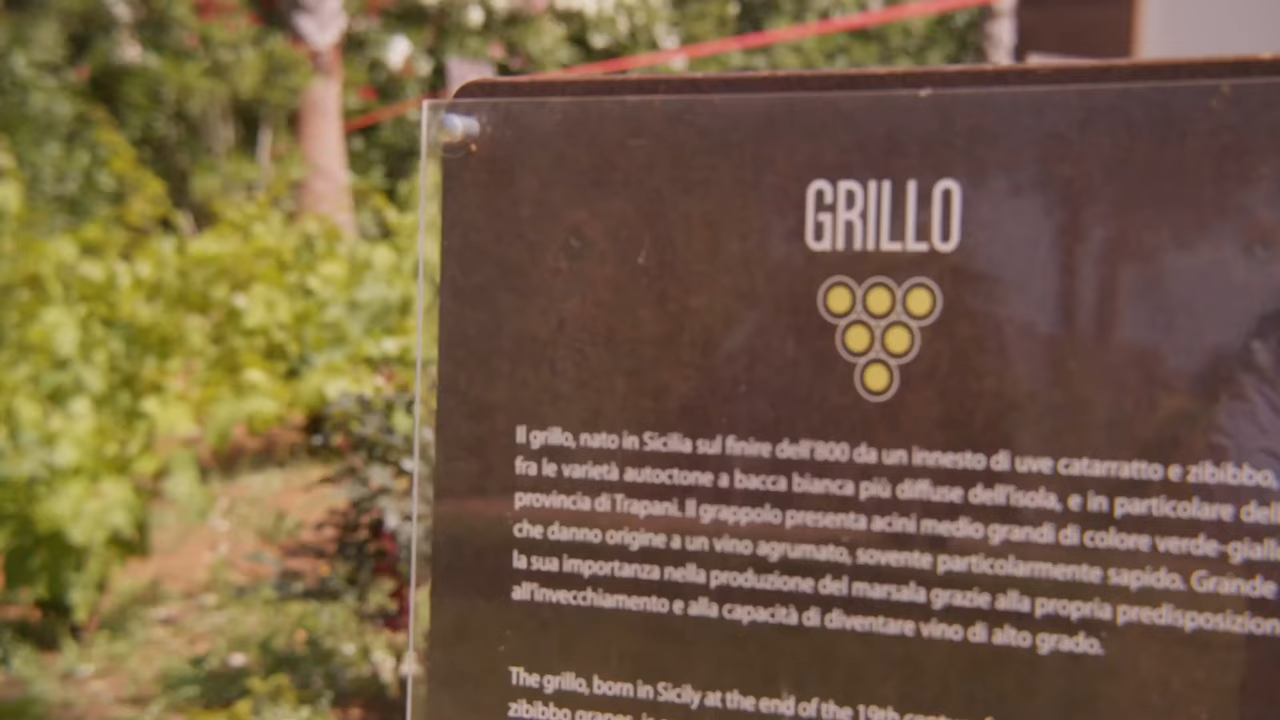 GRILLO
Il grillo, nato in Sicilia sul finire dell'800 da un innesto di uve catarratto e zibibbo,
fra le varietà autoctone a bacca bianca più diffuse dell'isola, e in particolare del
provincia di Trapani. Il grappolo presenta acini medio grandi di colore verde-giall
che danno origine a un vino agrumato, sovente particolarmente sapido. Grande
la sua importanza nella produzione del marsala grazie alla propria predisposizion
all'invecchiamento e alla capacità di diventare vino di alto grado.
The grillo, born in Sicily at the end of the 19th
zibibbo grapes,